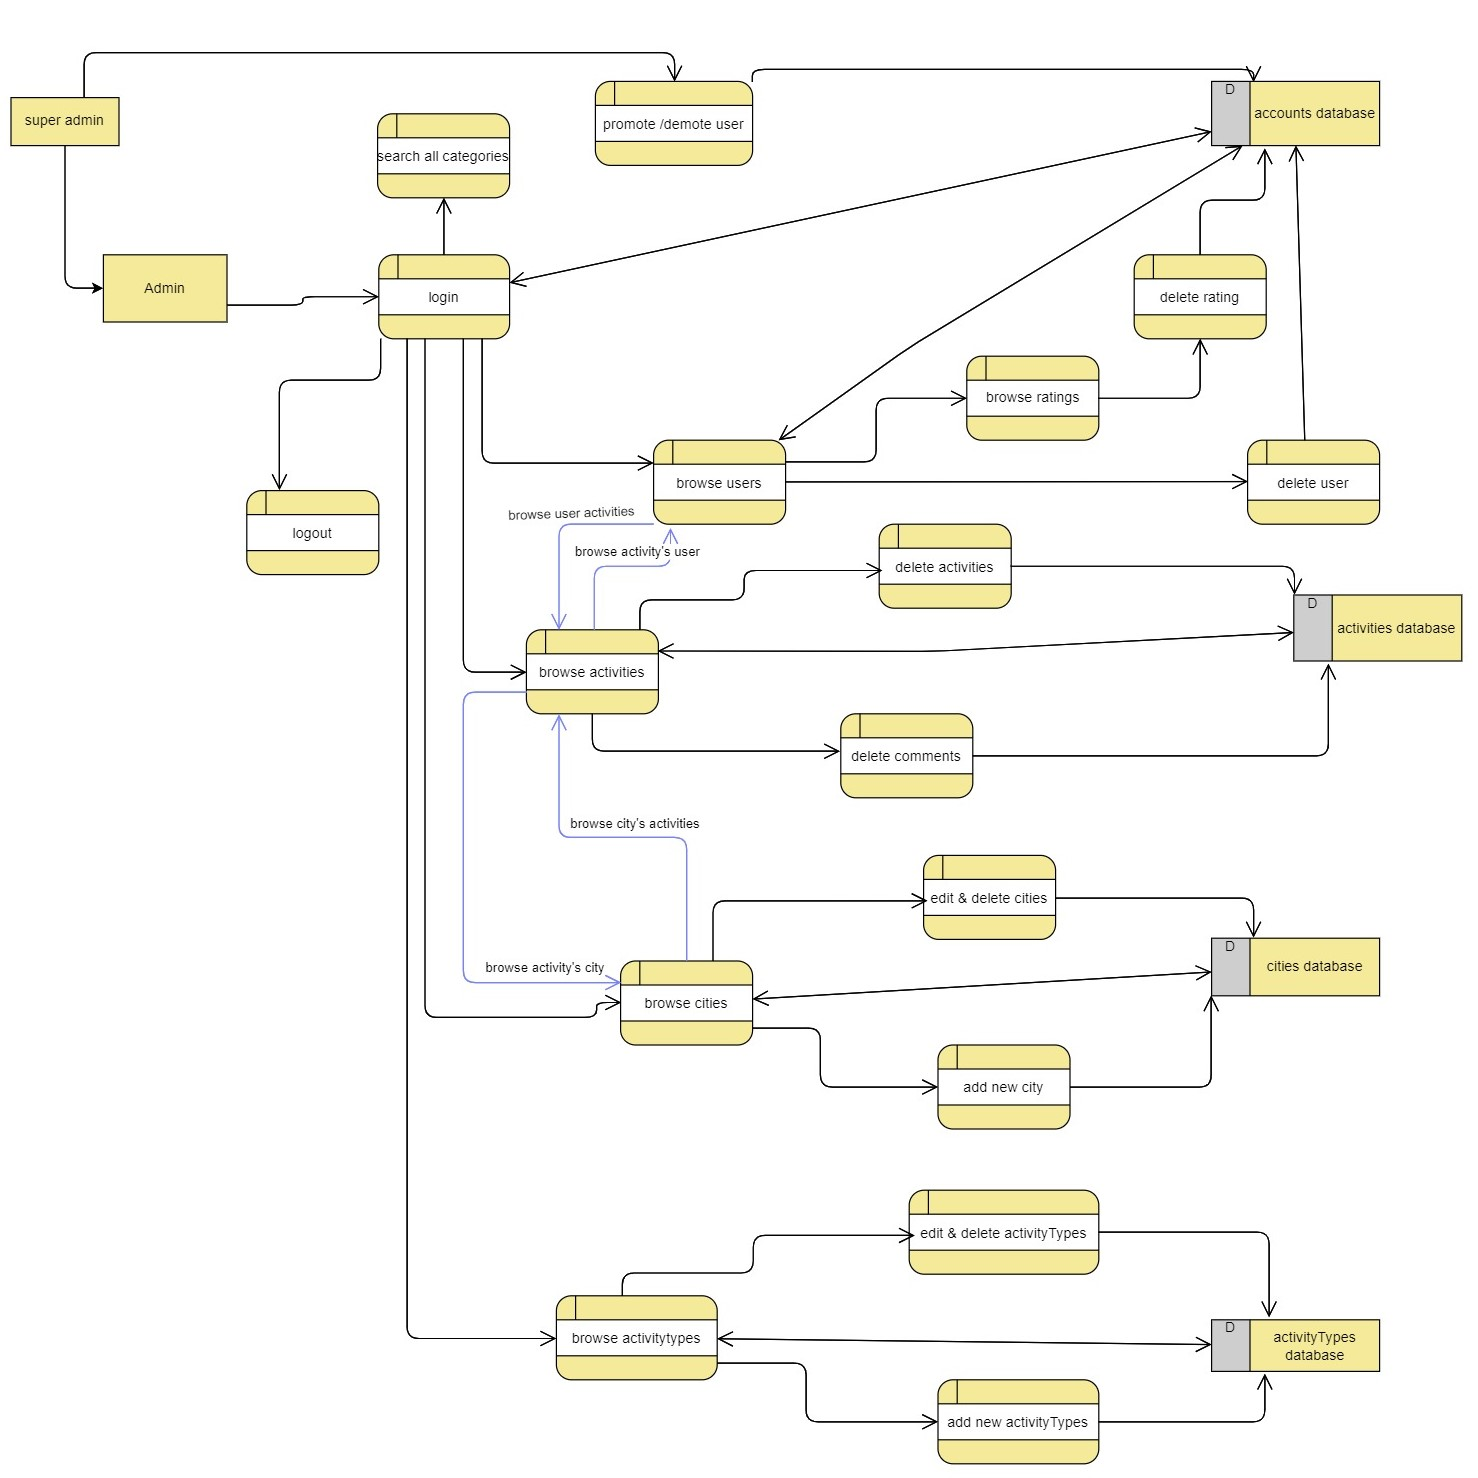 D
super admin
promote /demote user
accounts database
search all categories
Admin
login
delete rating
browse ratings
browse users
delete user
browse user activities
logout
browse activity's user
delete activities
D
activities database
browse activities
delete comments
browse city's activities
edit & delete cities
D
cities database
browse activity's city
browse cities
add new city
edit & delete activityTypes
D
activityTypes
database
browse activitytypes
add new activityTypes